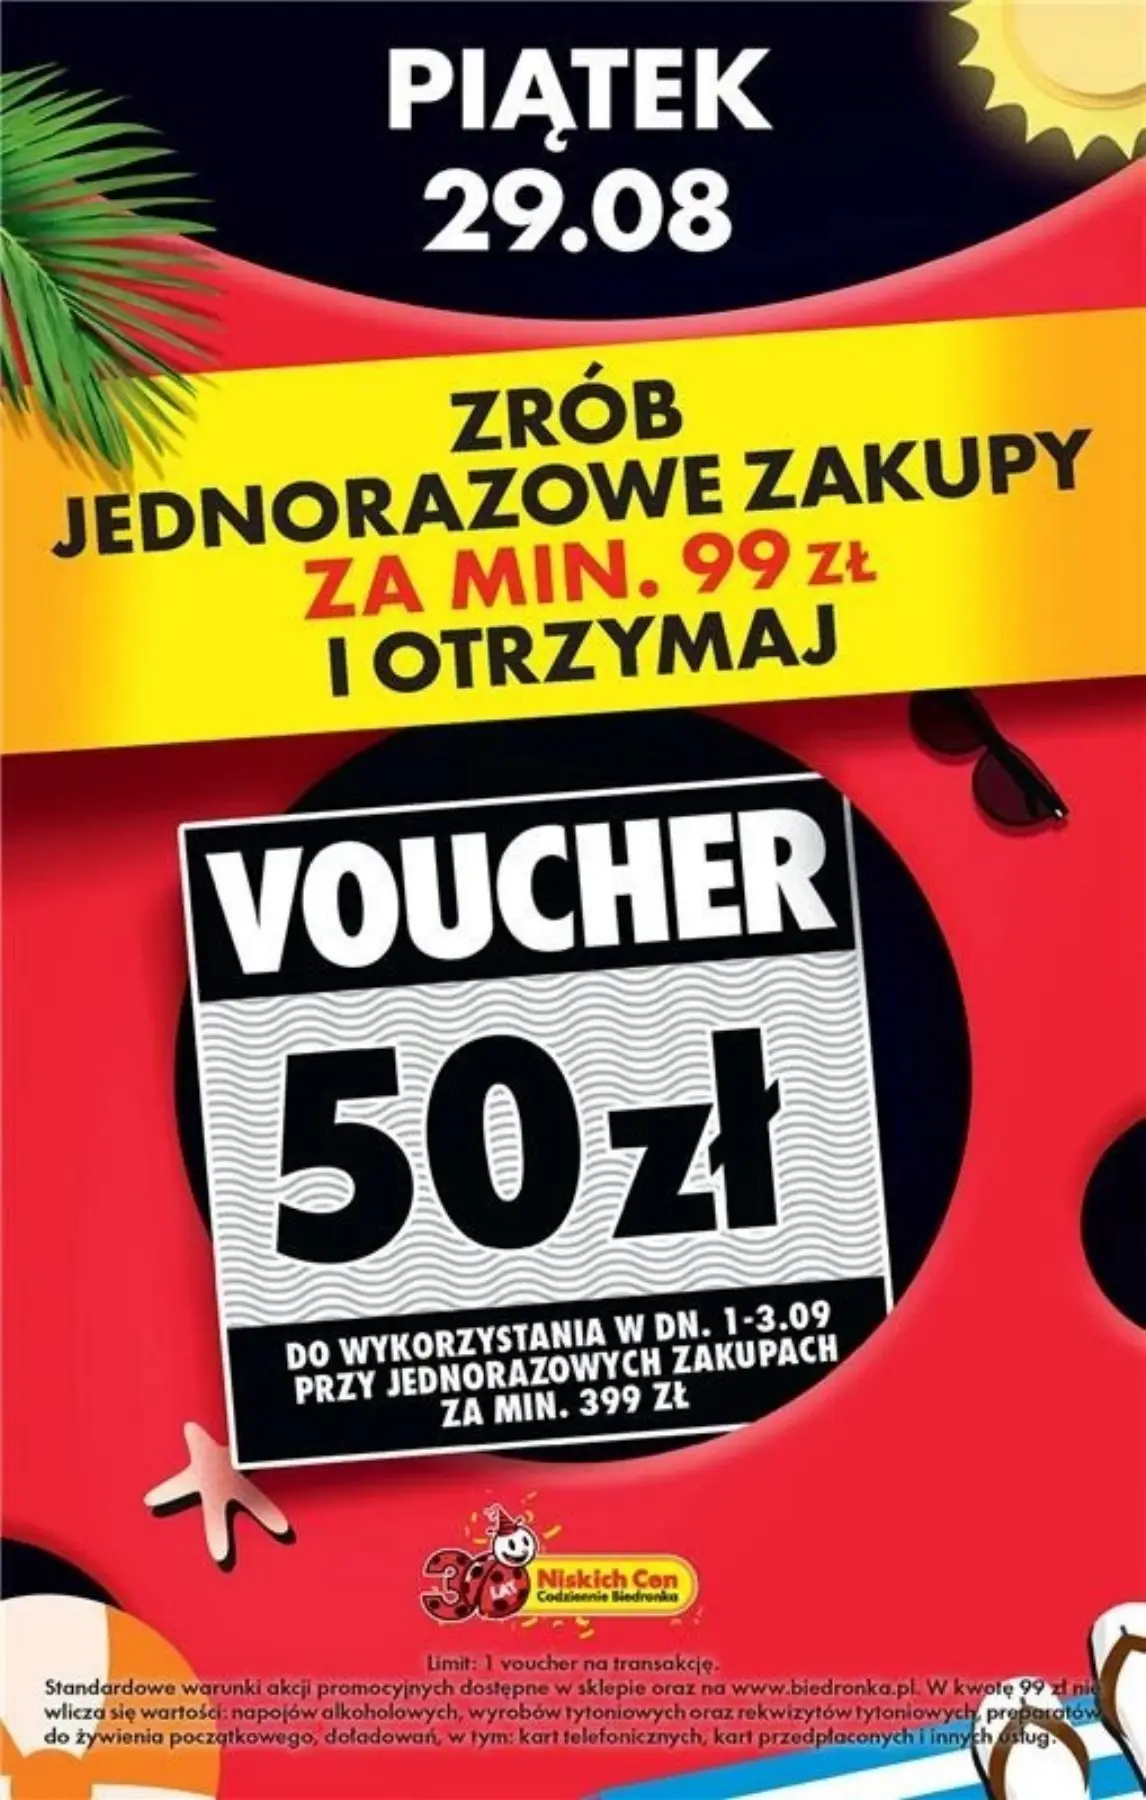 PIĄTEK
29.08
ZRÓB
JEDNORAZOWE ZAKUPY
ZA MIN. 99 ZŁ
I OTRZYMAJ
VOUCHER
50 zł
DO WYKORZYSTANIA W DN. 1-3.09
PRZY JEDNORAZOWYCH ZAKUPACH
ZA MIN. 399 ZŁ
30 LAT
Niskich Cen
Codziennie Biedronka
Limit: 1 voucher na transakcję.
Standardowe warunki akcji promocyjnych dostępne w sklepie oraz na www.biedronka.pl. W kwotę 99 zł nie
wlicza się wartości: napojów alkoholowych, wyrobów tytoniowych oraz rekwizytów tytoniowych, preparatów
do żywienia początkowego, doładowań, w tym: kart telefonicznych, kart przedpłaconych i innych usług.